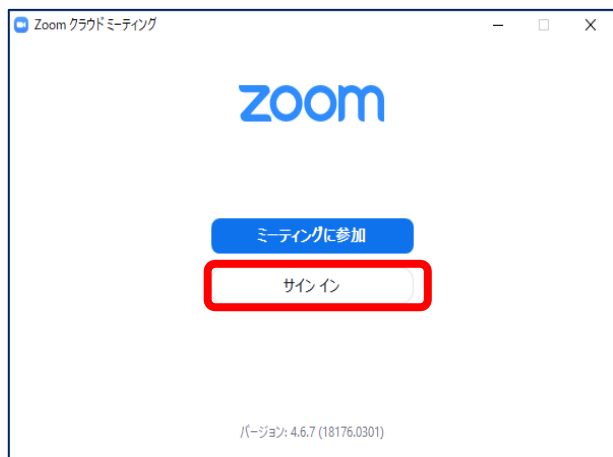 Zoom クラウド ミーティング
zoom
ミーティングに参加
サイン イン
バージョン: 4.6.7 (18176.0301)